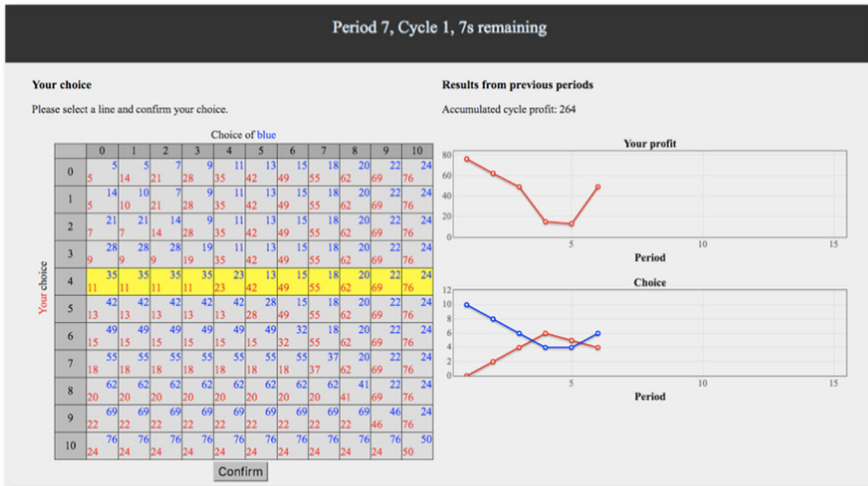 Period 7, Cycle 1, 7s remaining
Your choice
Please select a line and confirm your choice.
Choice of blue
0 1 2 3 4 5 6 7 8 9 10
5 5 7 9 11 13 15 18 20 22 24
0
5 14 21 28 35 42 49 55 62 69 76
14 10 7 9 11 13 15 18 20 22 24
1
5 10 21 28 35 42 49 55 62 69 76
21 21 14 9 11 13 15 18 20 22 24
2
7 7 14 28 35 42 49 55 62 69 76
28 28 28 19 11 13 15 18 20 22 24
3
9 9 9 19 35 42 49 55 62 69 76
35 35 35 35 23 13 15 18 20 22 24
4
11 11 11 11 23 42 49 55 62 69 76
42 42 42 42 42 28 15 18 20 22 24
5
13 13 13 13 13 28 49 55 62 69 76
49 49 49 49 49 49 32 18 20 22 24
6
15 15 15 15 15 15 32 55 62 69 76
55 55 55 55 55 55 55 37 20 22 24
7
18 18 18 18 18 18 18 37 62 69 76
62 62 62 62 62 62 62 62 41 22 24
8
20 20 20 20 20 20 20 20 41 69 76
69 69 69 69 69 69 69 69 69 46 24
9
22 22 22 22 22 22 22 22 22 46 76
76 76 76 76 76 76 76 76 76 76 50
10
24 24 24 24 24 24 24 24 24 24 50
Your choice
Confirm
Results from previous periods
Accumulated cycle profit: 264
Your profit
80
60
40
20
0
5 10 15
Period
Choice
12
10
8
6
4
2
0
5 10 15
Period